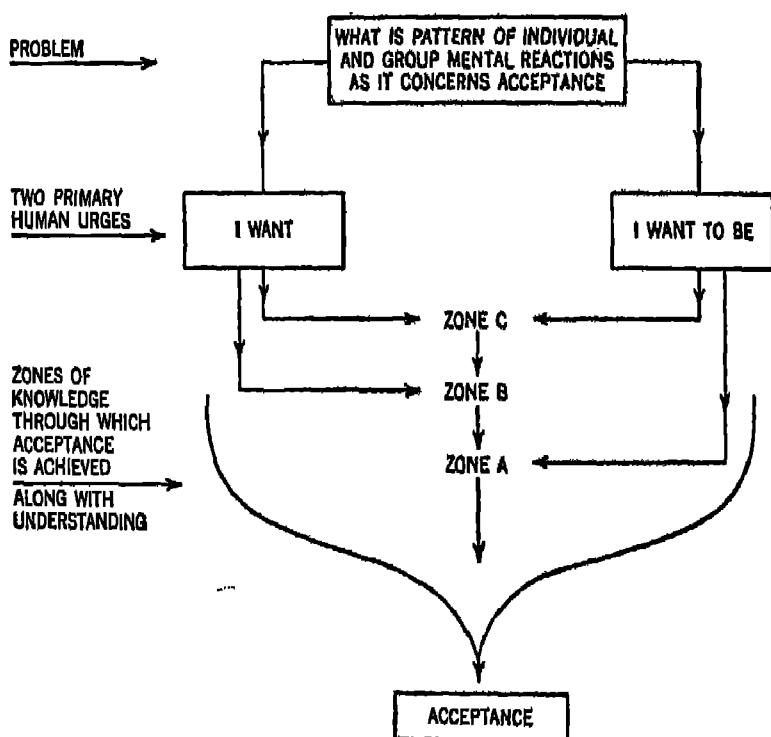 PROBLEM
WHAT IS PATTERN OF INDIVIDUAL
AND GROUP MENTAL REACTIONS
AS IT CONCERNS ACCEPTANCE
TWO PRIMARY
HUMAN URGES
I WANT
I WANT TO BE
ZONE C
ZONES OF
KNOWLEDGE
THROUGH WHICH
ACCEPTANCE
IS ACHIEVED
ALONG WITH
UNDERSTANDING
ZONE B
ZONE A
ACCEPTANCE